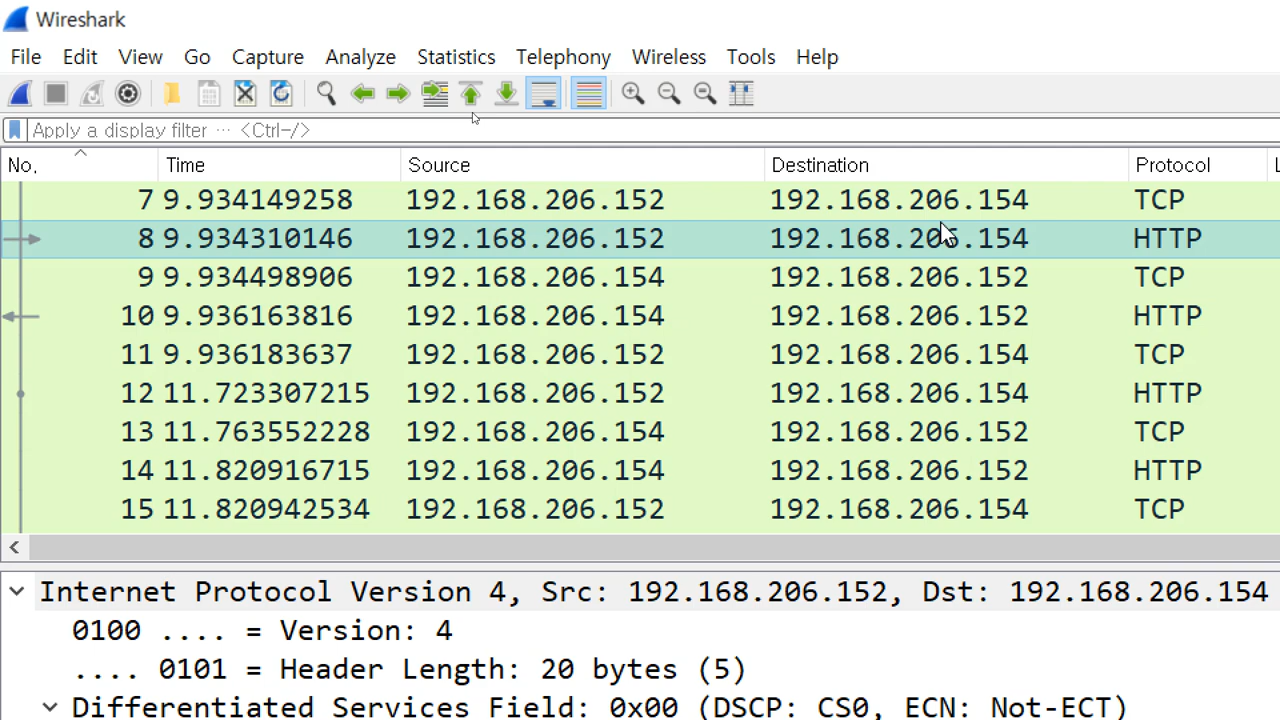 Wireshark
File Edit View Go Capture Analyze Statistics Telephony Wireless Tools Help
Apply a display filter ... <Ctrl-/>
No. Time Source Destination Protocol L
7 9.934149258 192.168.206.152 192.168.206.154 TCP
8 9.934310146 192.168.206.152 192.168.206.154 HTTP
9 9.934498906 192.168.206.154 192.168.206.152 TCP
10 9.936163816 192.168.206.154 192.168.206.152 HTTP
11 9.936183637 192.168.206.152 192.168.206.154 TCP
12 11.723307215 192.168.206.152 192.168.206.154 HTTP
13 11.763552228 192.168.206.154 192.168.206.152 TCP
14 11.820916715 192.168.206.154 192.168.206.152 HTTP
15 11.820942534 192.168.206.152 192.168.206.154 TCP
Internet Protocol Version 4, Src: 192.168.206.152, Dst: 192.168.206.154
0100 .... = Version: 4
.... 0101 = Header Length: 20 bytes (5)
Differentiated Services Field: 0x00 (DSCP: CS0, ECN: Not-ECT)